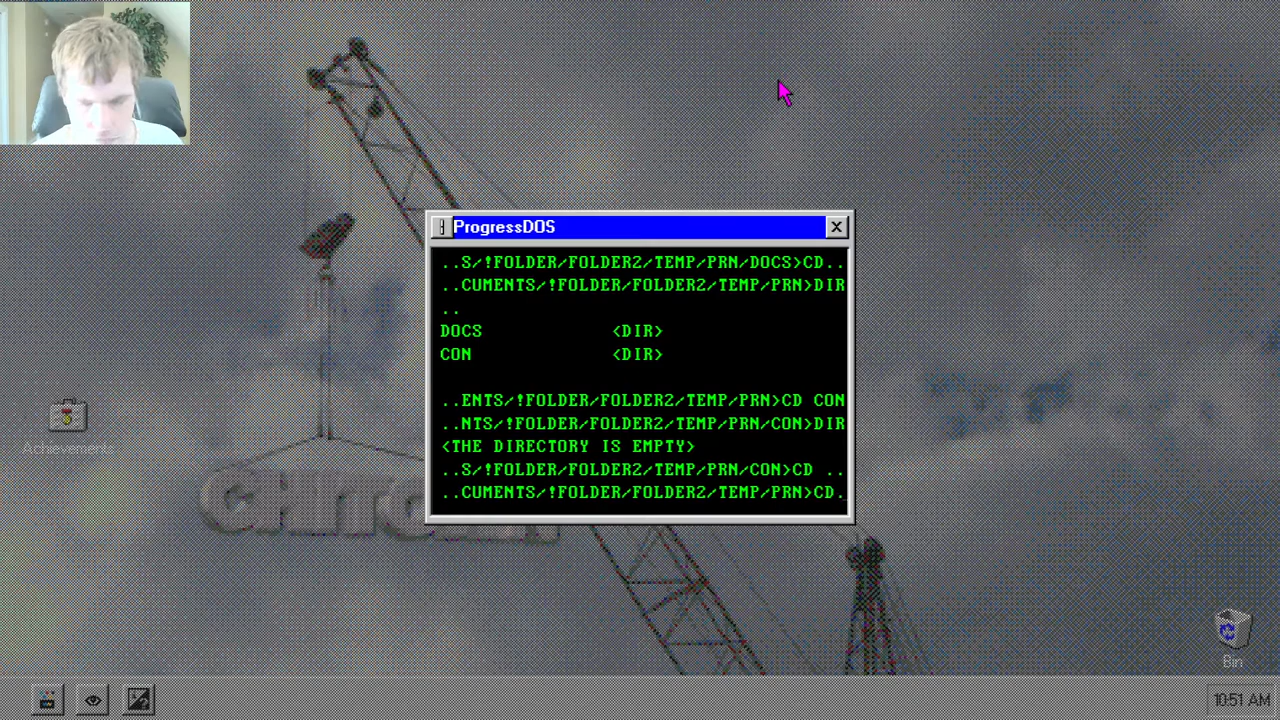 ProgressDOS
..S/!FOLDER/FOLDER2/TEMP/PRN/DOCS>CD..
..CUMENTS/!FOLDER/FOLDER2/TEMP/PRN>DIR
..
DOCS <DIR>
CON <DIR>
..ENTS/!FOLDER/FOLDER2/TEMP/PRN>CD CON
..NTS/!FOLDER/FOLDER2/TEMP/PRN/CON>DIR
<THE DIRECTORY IS EMPTY>
..S/!FOLDER/FOLDER2/TEMP/PRN/CON>CD ..
..CUMENTS/!FOLDER/FOLDER2/TEMP/PRN>CD._
Achievements
Bin
10:51 AM